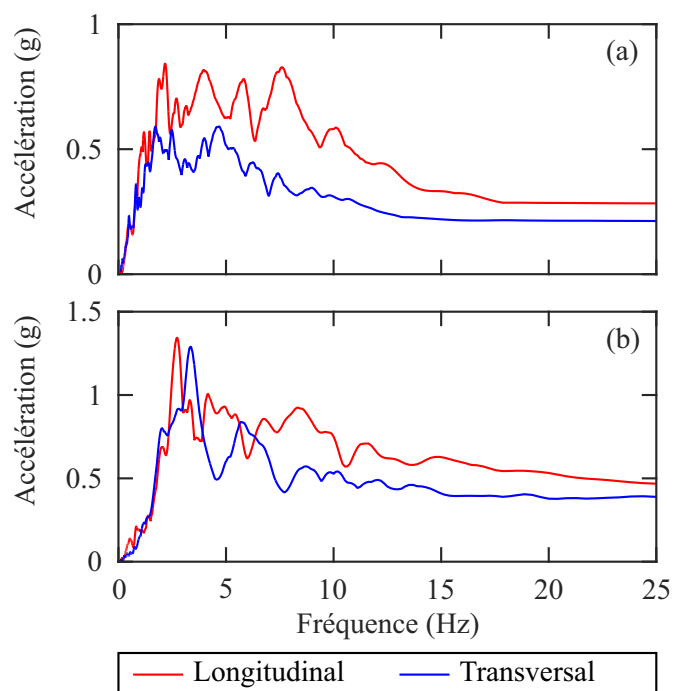 1
(a)
Accélération (g)
0.5
0
1.5
(b)
Accélération (g)
1
0.5
0
0 5 10 15 20 25
Fréquence (Hz)
Longitudinal Transversal